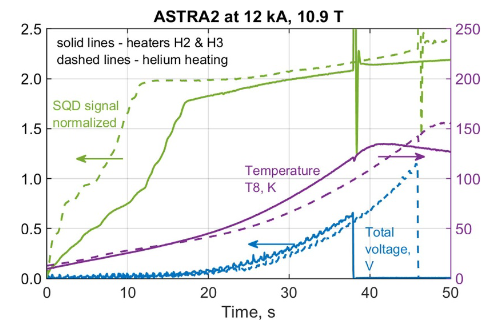 ASTRA2 at 12 kA, 10.9 T
solid lines - heaters H2 & H3
dashed lines - helium heating
SQD signal
normalized
Temperature
T8, K
Total
voltage,
V
2.5
2.0
1.5
1.0
0.5
0.0
250
200
150
100
50
0
0 10 20 30 40 50
Time, s